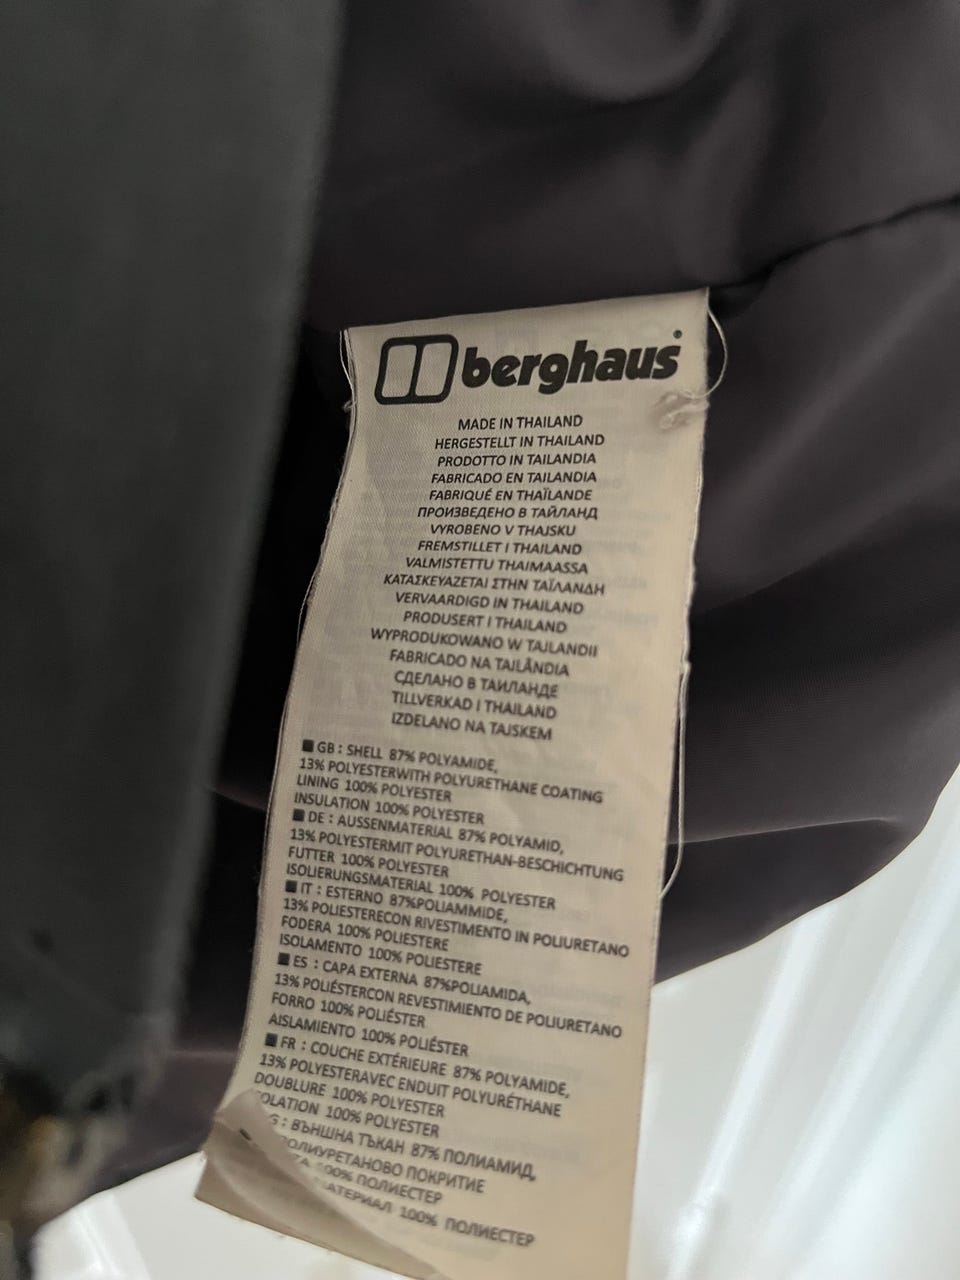 berghaus
MADE IN THAILAND
HERGESTELLT IN THAILAND
PRODOTTO IN TAILANDIA
FABRICADO EN TAILANDIA
FABRIQUÉ EN THAÏLANDE
ПРОИЗВЕДЕНО В ТАЙЛАНД
VYROBENO V THAJSKU
FREMSTILLET I THAILAND
VALMISTETTU THAIMAASSA
ΚΑΤΑΣΚΕΥΑΖΕΤΑΙ ΣΤΗΝ ΤΑΪΛΑΝΔΗ
VERVAARDIGD IN THAILAND
PRODUSERT I THAILAND
WYPRODUKOWANO W TAJLANDII
FABRICADO NA TAILÂNDIA
СДЕЛАНО В ТАИЛАНДЕ
TILLVERKAD I THAILAND
IZDELANO NA TAJSKEM
GB : SHELL 87% POLYAMIDE,
13% POLYESTERWITH POLYURETHANE COATING
LINING 100% POLYESTER
INSULATION 100% POLYESTER
DE : AUSSENMATERIAL 87% POLYAMID,
13% POLYESTERMIT POLYURETHAN-BESCHICHTUNG
FUTTER 100% POLYESTER
ISOLIERUNGSMATERIAL 100% POLYESTER
IT : ESTERNO 87%POLIAMMIDE,
13% POLIESTERECON RIVESTIMENTO IN POLIURETANO
FODERA 100% POLIESTERE
ISOLAMENTO 100% POLIESTERE
ES : CAPA EXTERNA 87%POLIAMIDA,
13% POLIÉSTERCON REVESTIMIENTO DE POLIURETANO
FORRO 100% POLIÉSTER
AISLAMIENTO 100% POLIÉSTER
FR : COUCHE EXTÉRIEURE 87% POLYAMIDE,
13% POLYESTERAVEC ENDUIT POLYURÉTHANE
DOUBLURE 100% POLYESTER
OLATION 100% POLYESTER
G : ВЪНШНА ТЪКАН 87% ПОЛИАМИД,
ПОЛИУРЕТАНОВО ПОКРИТИЕ
ТА 100% ПОЛИЕСТЕР
МАТЕРИАЛ 100% ПОЛИЕСТЕР